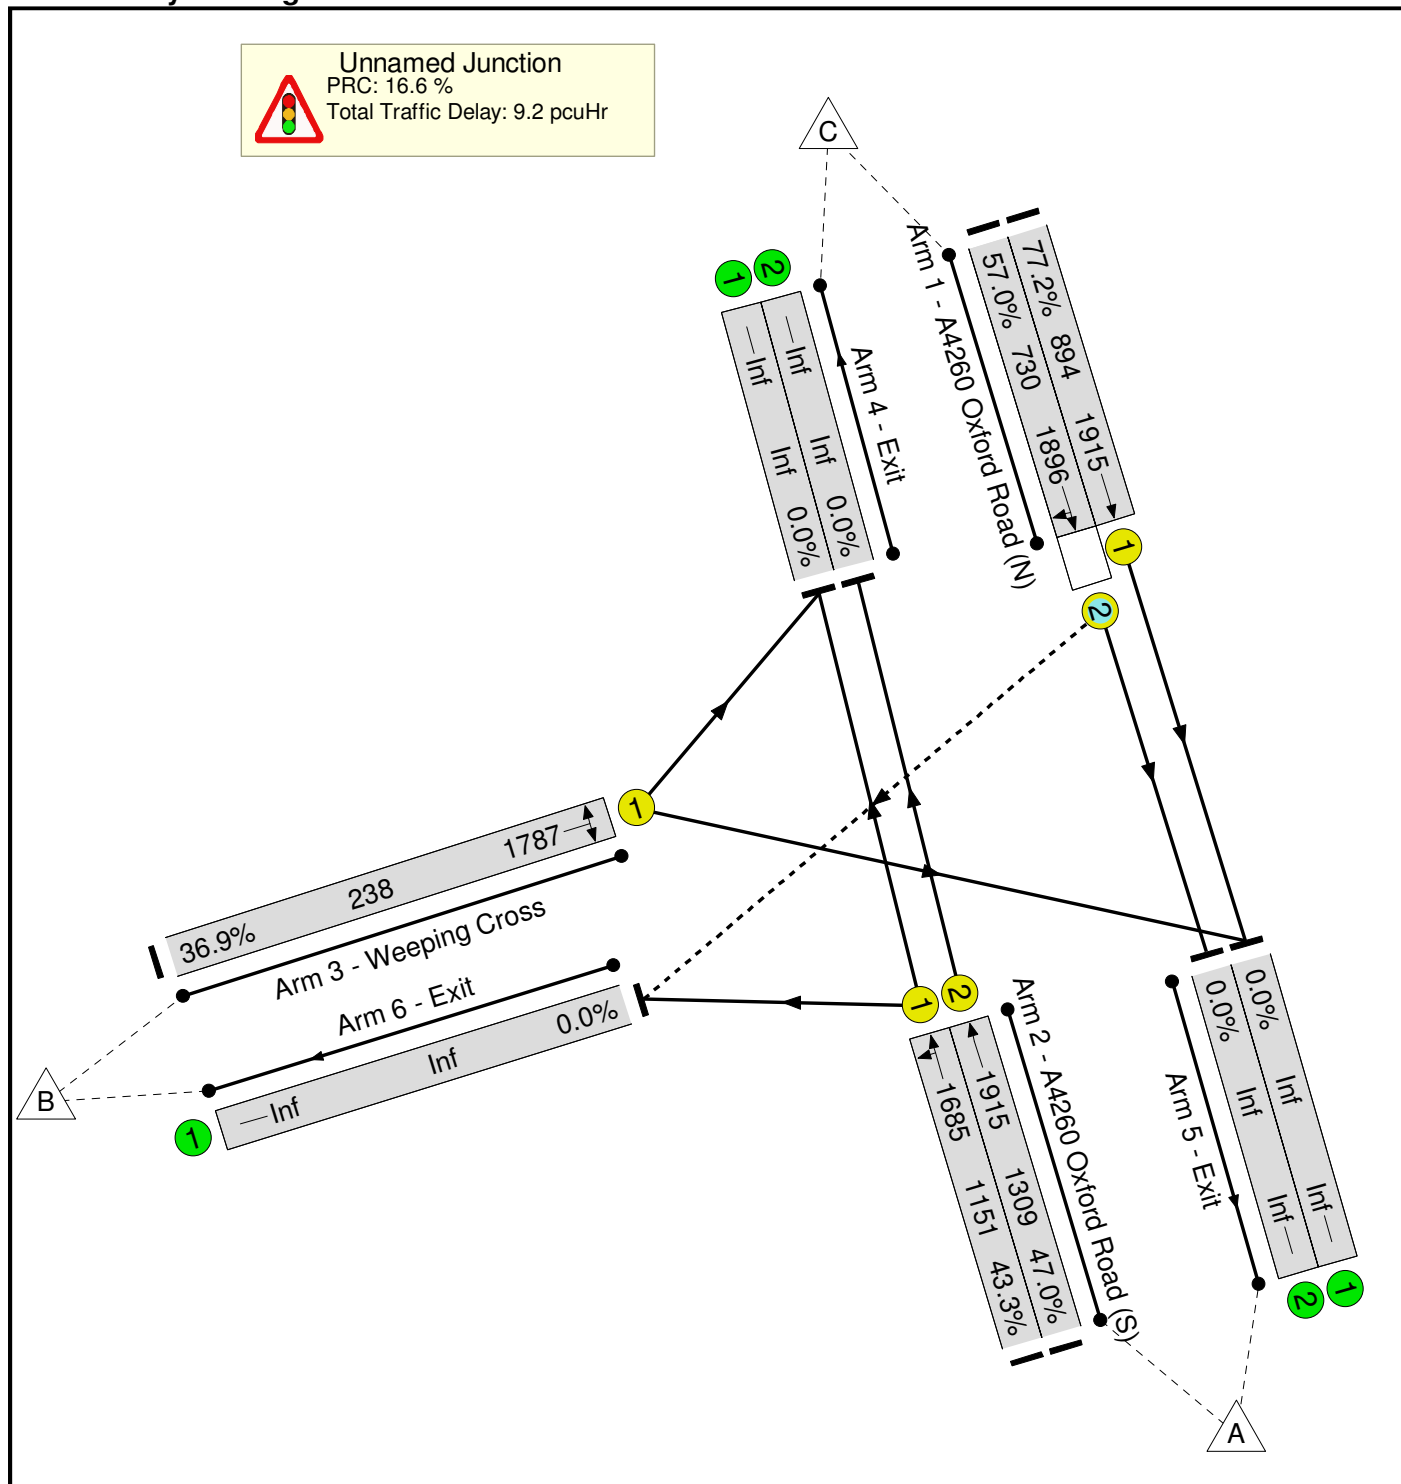 Unnamed Junction
PRC: 16.6 %
Total Traffic Delay: 9.2 pcuHr
C
Arm 1 - A4260 Oxford Road (N)
77.2% 894 1915
57.0% 730 1896
1
2
1
2
Inf Inf 0.0%
Inf Inf 0.0%
Arm 4 - Exit
1
1787 238 36.9%
Arm 3 - Weeping Cross
Arm 6 - Exit
0.0% Inf Inf
1
B
1
2
Arm 2 - A4260 Oxford Road (S)
1915 1309 47.0%
1685 1151 43.3%
Arm 5 - Exit
0.0% Inf Inf
0.0% Inf Inf
2
1
A